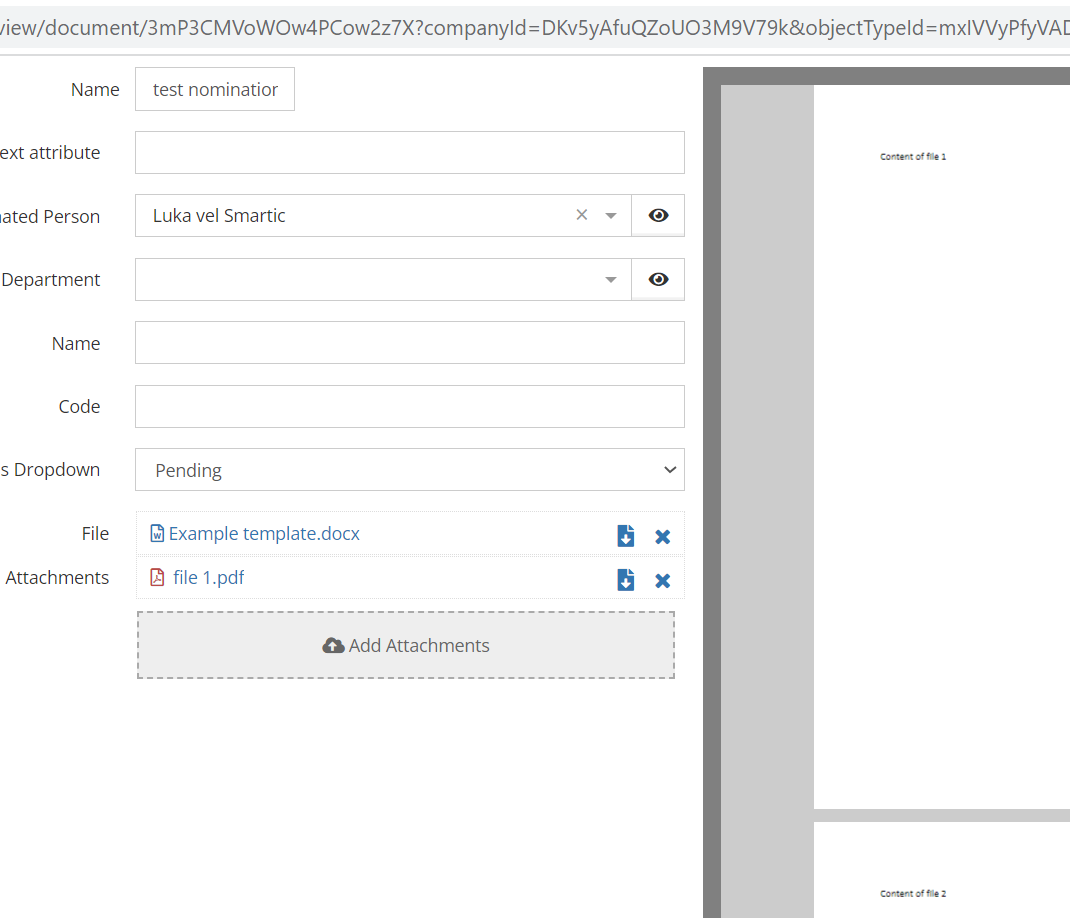 view/document/3mP3CMVoWOw4PCow2z7X?companyId=DKv5yAfuQZoUO3M9V79k&objectTypeId=mxIVVyPfyVAD
Name test nomination
ext attribute
nated Person Luka vel Smartic
Department
Name
Code
s Dropdown Pending
File Example template.docx
Attachments file 1.pdf
Add Attachments
Content of file 1
Content of file 2